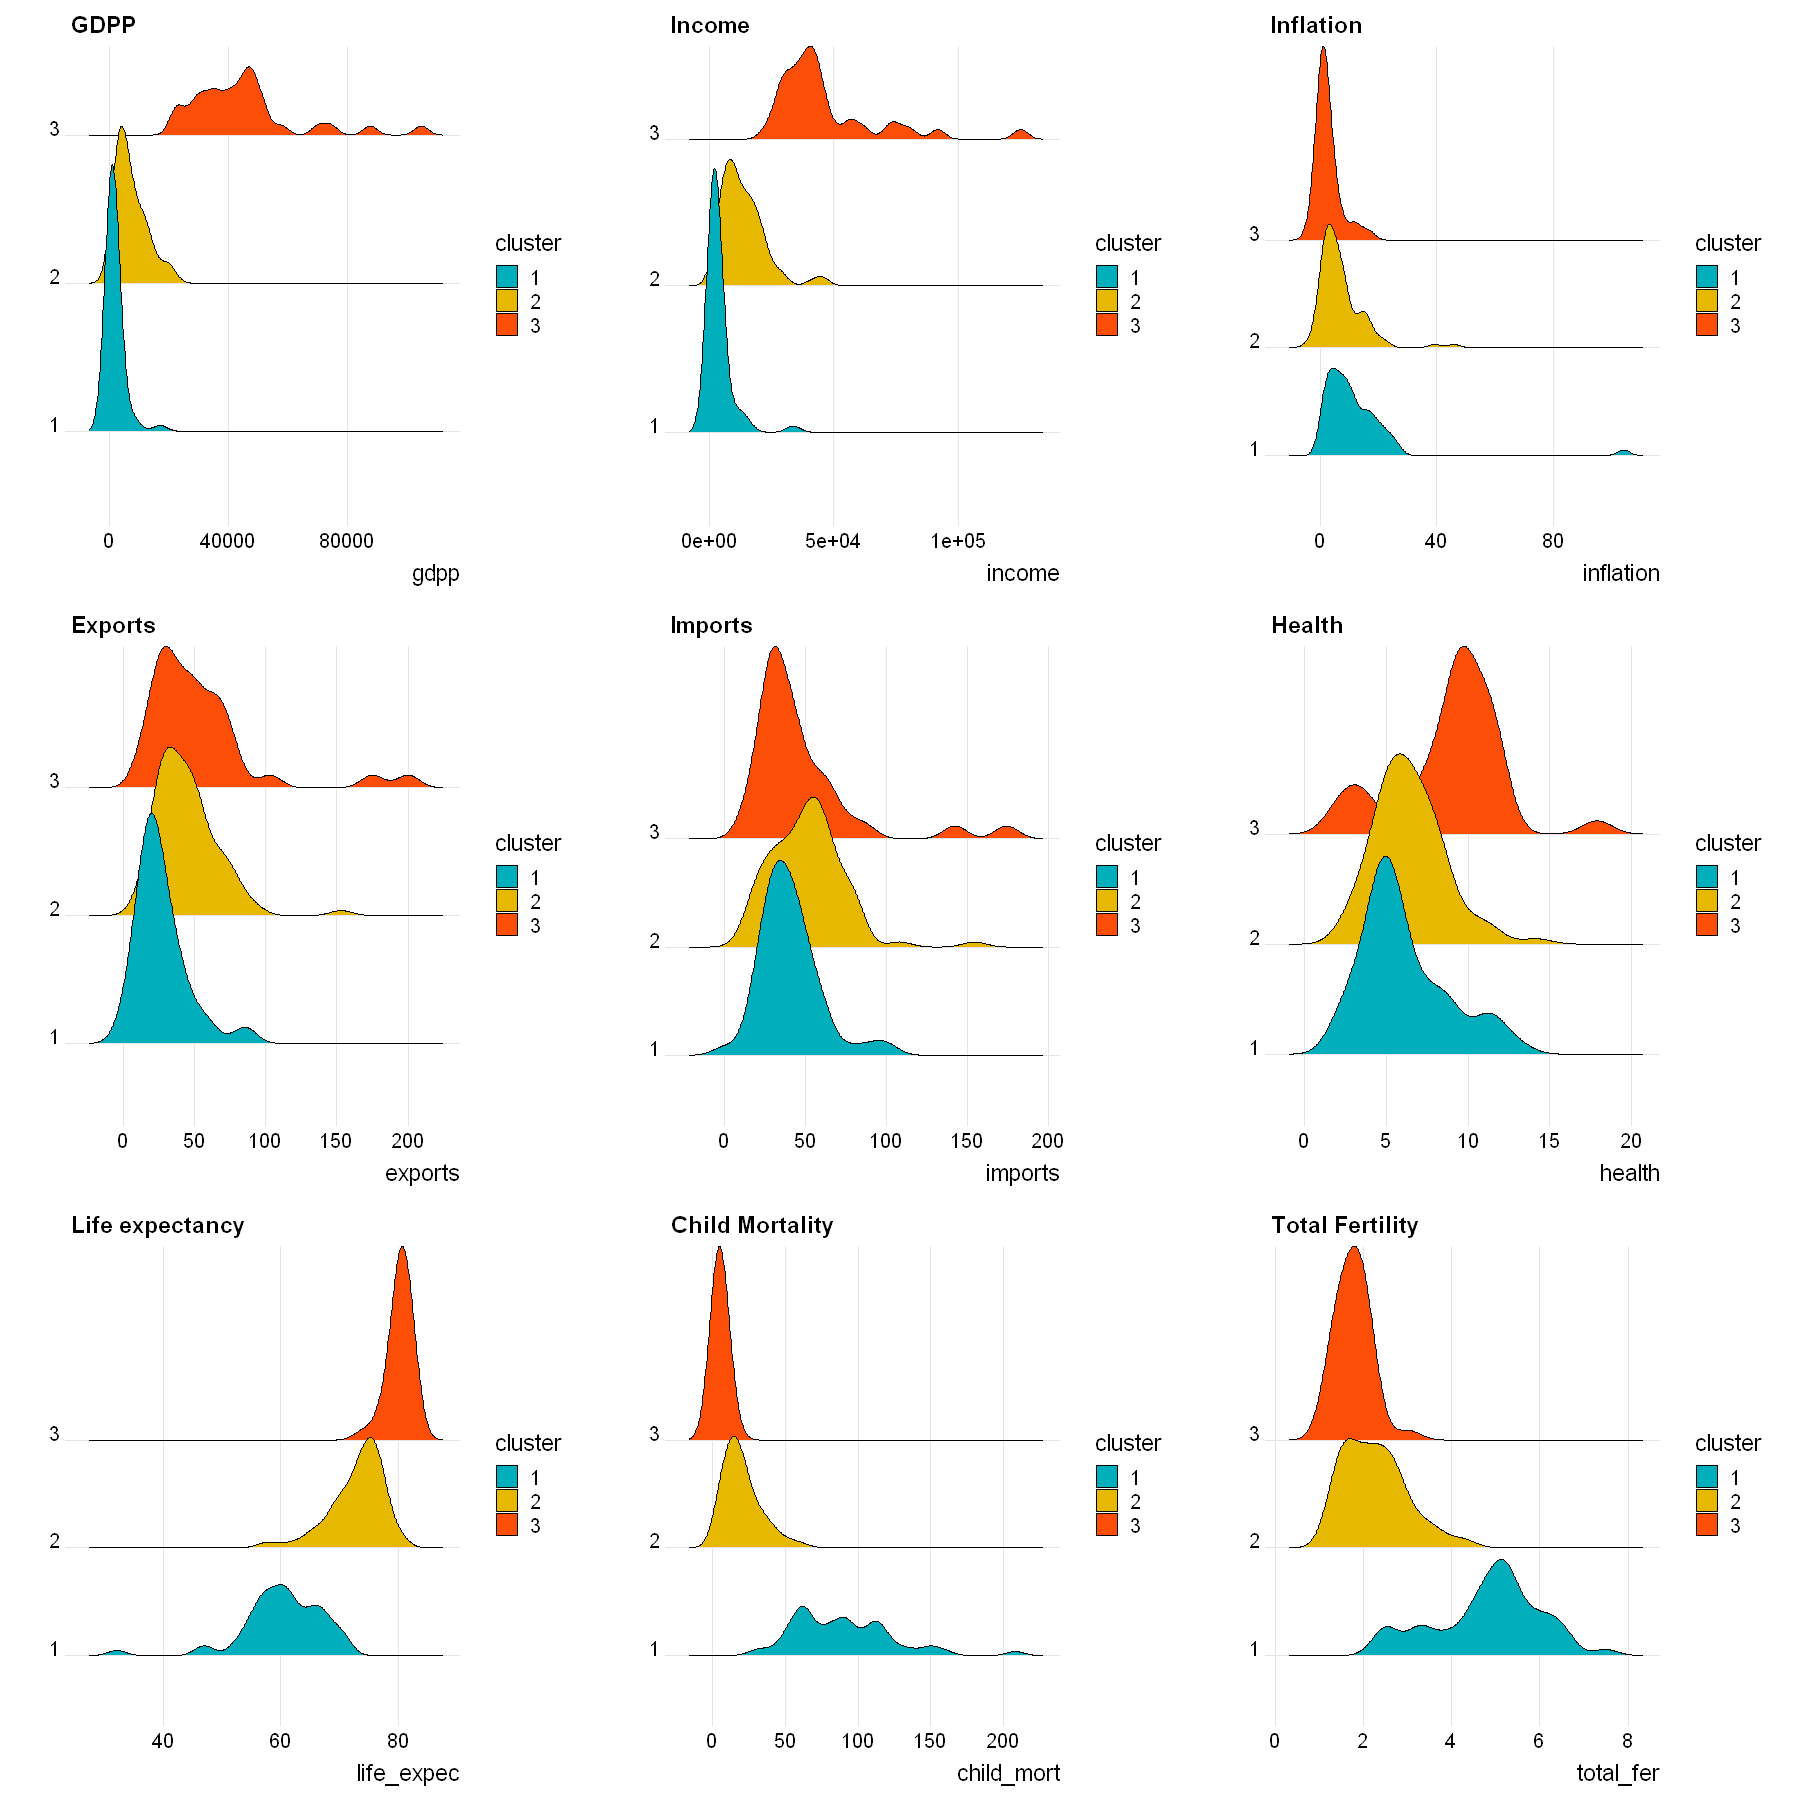 GDPP
3
2
1
0 40000 80000
gdpp
cluster
1
2
3
Income
3
2
1
0e+00 5e+04 1e+05
income
cluster
1
2
3
Inflation
3
2
1
0 40 80
inflation
cluster
1
2
3
Exports
3
2
1
0 50 100 150 200
exports
cluster
1
2
3
Imports
3
2
1
0 50 100 150 200
imports
cluster
1
2
3
Health
3
2
1
0 5 10 15 20
health
cluster
1
2
3
Life expectancy
3
2
1
40 60 80
life_expec
cluster
1
2
3
Child Mortality
3
2
1
0 50 100 150 200
child_mort
cluster
1
2
3
Total Fertility
3
2
1
0 2 4 6 8
total_fer
cluster
1
2
3